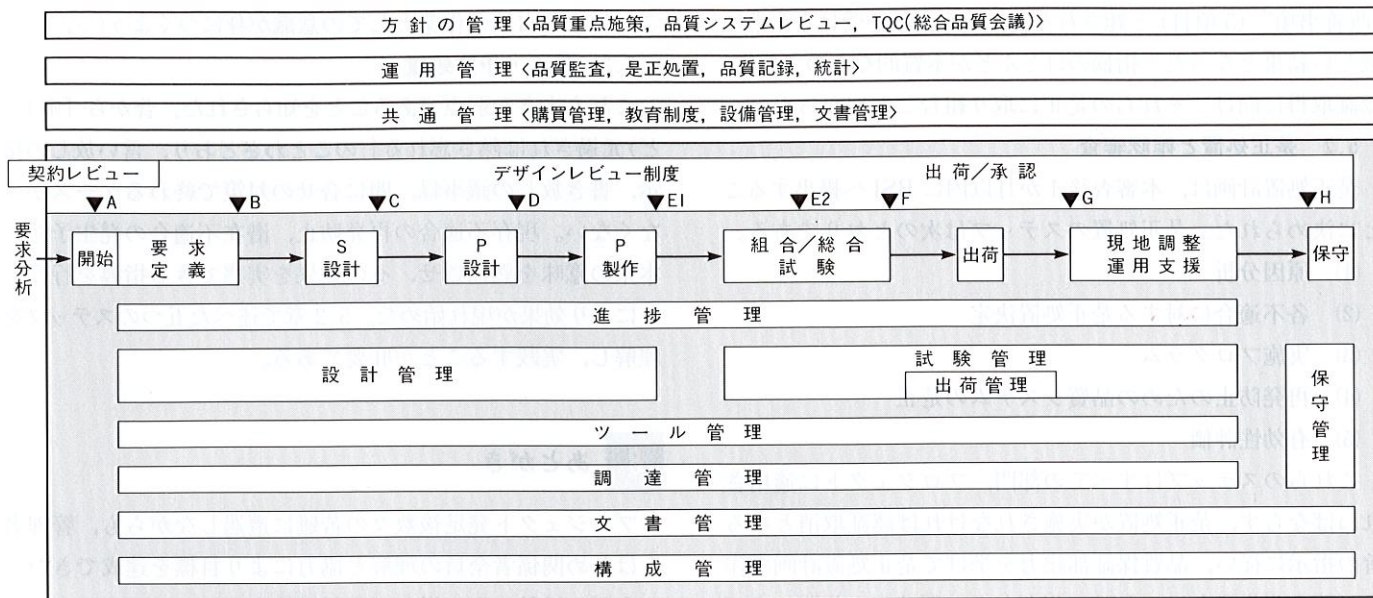 方針の管理〈品質重点施策，品質システムレビュー，TQC(総合品質会議)〉
運用管理〈品質監査，是正処置，品質記録，統計〉
共通管理〈購買管理，教育制度，設備管理，文書管理〉
契約レビュー
デザインレビュー制度
出荷／承認
▼A ▼B ▼C ▼D ▼E1 ▼E2 ▼F ▼G ▼H
要求分析
開始
要求
定義
S
設計
P
設計
P
製作
組合／総合
試験
出荷
現地調整
運用支援
保守
進捗管理
設計管理
試験管理
出荷管理
保守管理
ツール管理
調達管理
文書管理
構成管理